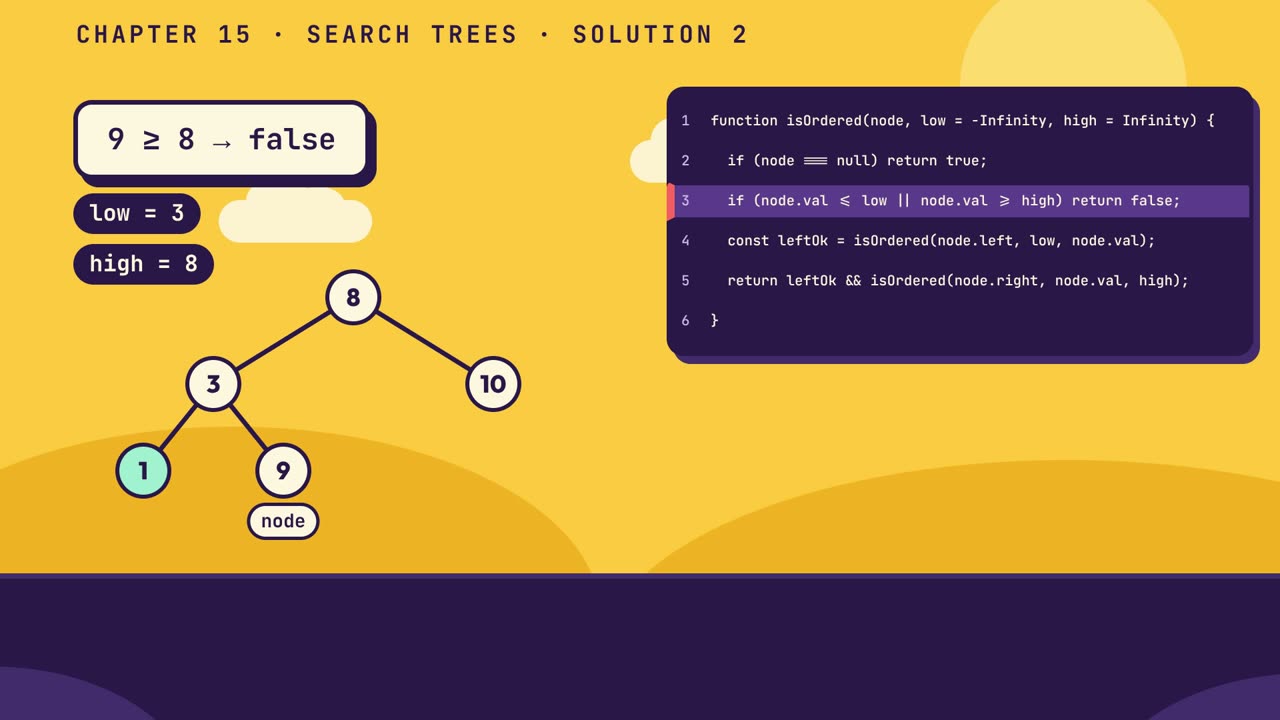 CHAPTER 15 · SEARCH TREES · SOLUTION 2
9 ≥ 8 → false
low = 3
high = 8
8
3
10
1
9
node
1 function isOrdered(node, low = -Infinity, high = Infinity) {
2 if (node === null) return true;
3 if (node.val <= low || node.val >= high) return false;
4 const leftOk = isOrdered(node.left, low, node.val);
5 return leftOk && isOrdered(node.right, node.val, high);
6 }